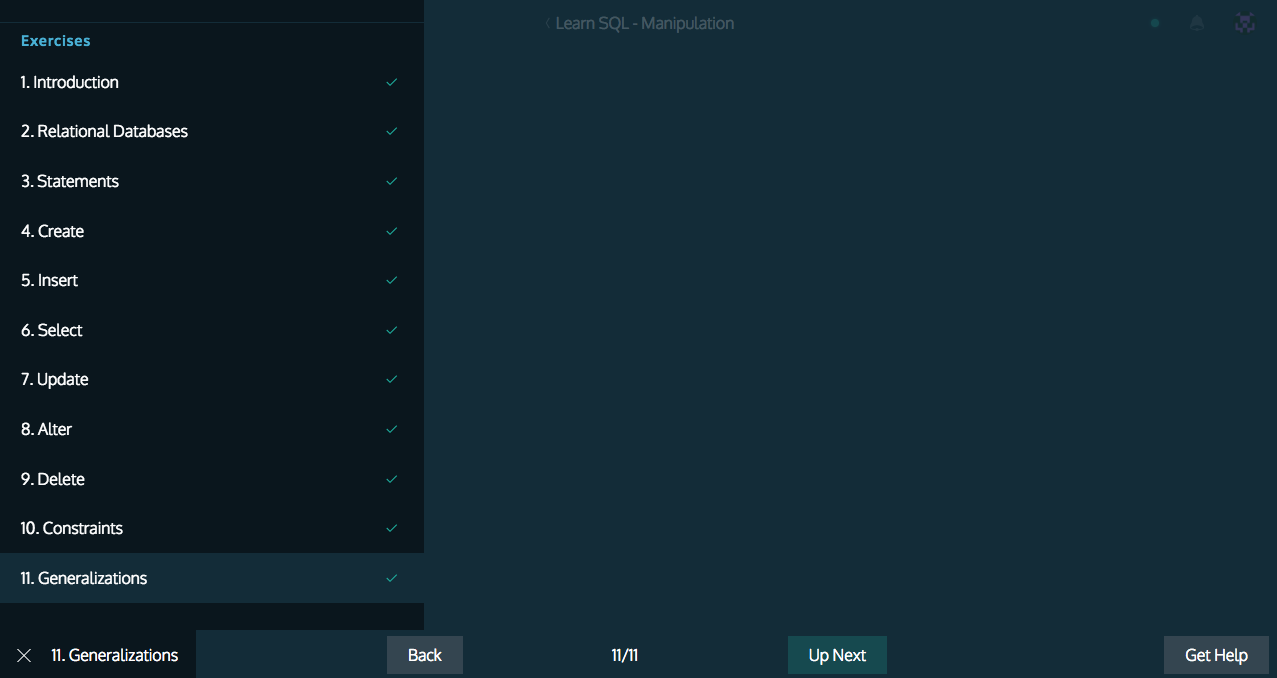 Learn SQL - Manipulation
Exercises
1. Introduction
2. Relational Databases
3. Statements
4. Create
5. Insert
6. Select
7. Update
8. Alter
9. Delete
10. Constraints
11. Generalizations
11. Generalizations
Back
11/11
Up Next
Get Help